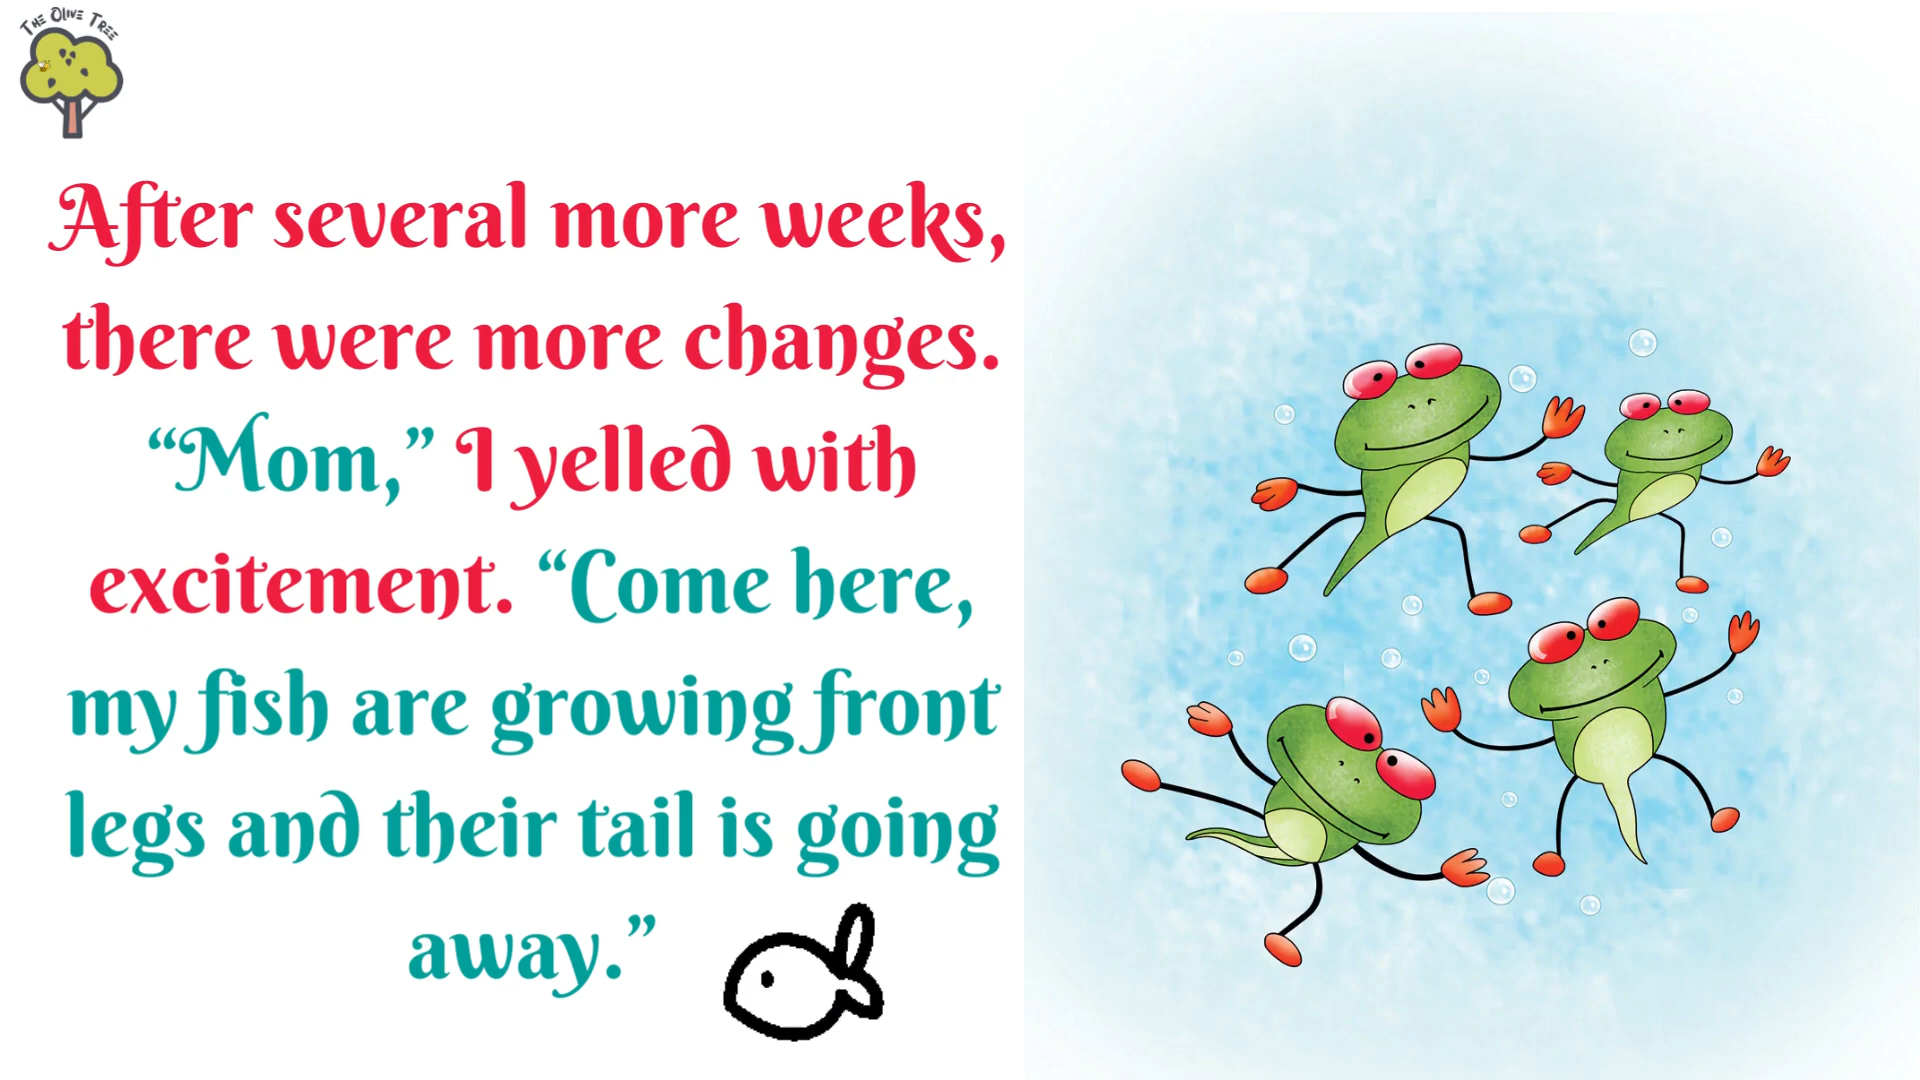 The Olive Tree
After several more weeks,
there were more changes.
“Mom,” I yelled with
excitement. “Come here,
my fish are growing front
legs and their tail is going
away.”